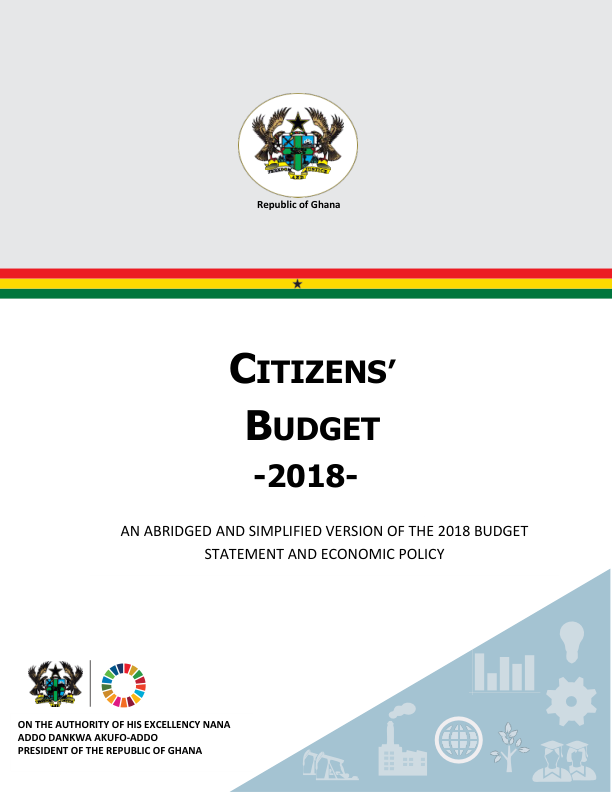 FREEDOM AND JUSTICE
Republic of Ghana
CITIZENS’
BUDGET
-2018-
AN ABRIDGED AND SIMPLIFIED VERSION OF THE 2018 BUDGET
STATEMENT AND ECONOMIC POLICY
ON THE AUTHORITY OF HIS EXCELLENCY NANA
ADDO DANKWA AKUFO-ADDO
PRESIDENT OF THE REPUBLIC OF GHANA